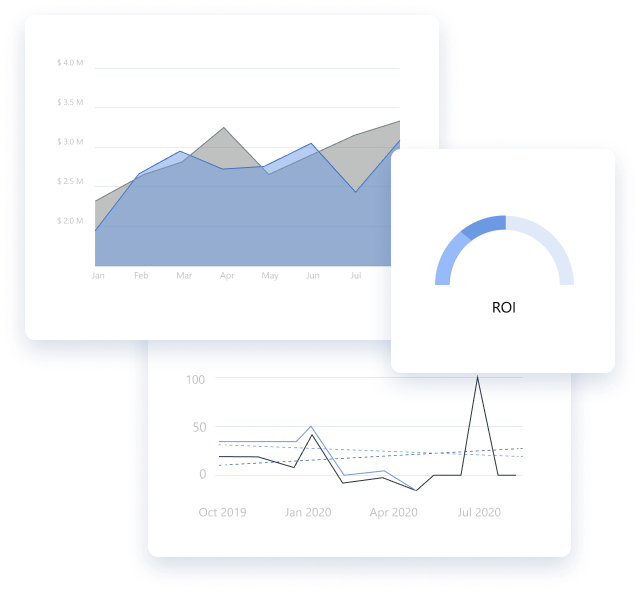 $ 4.0 M
$ 3.5 M
$ 3.0 M
$ 2.5 M
$ 2.0 M
Jan Feb Mar Apr May Jun Jul
ROI
100
50
0
Oct 2019 Jan 2020 Apr 2020 Jul 2020